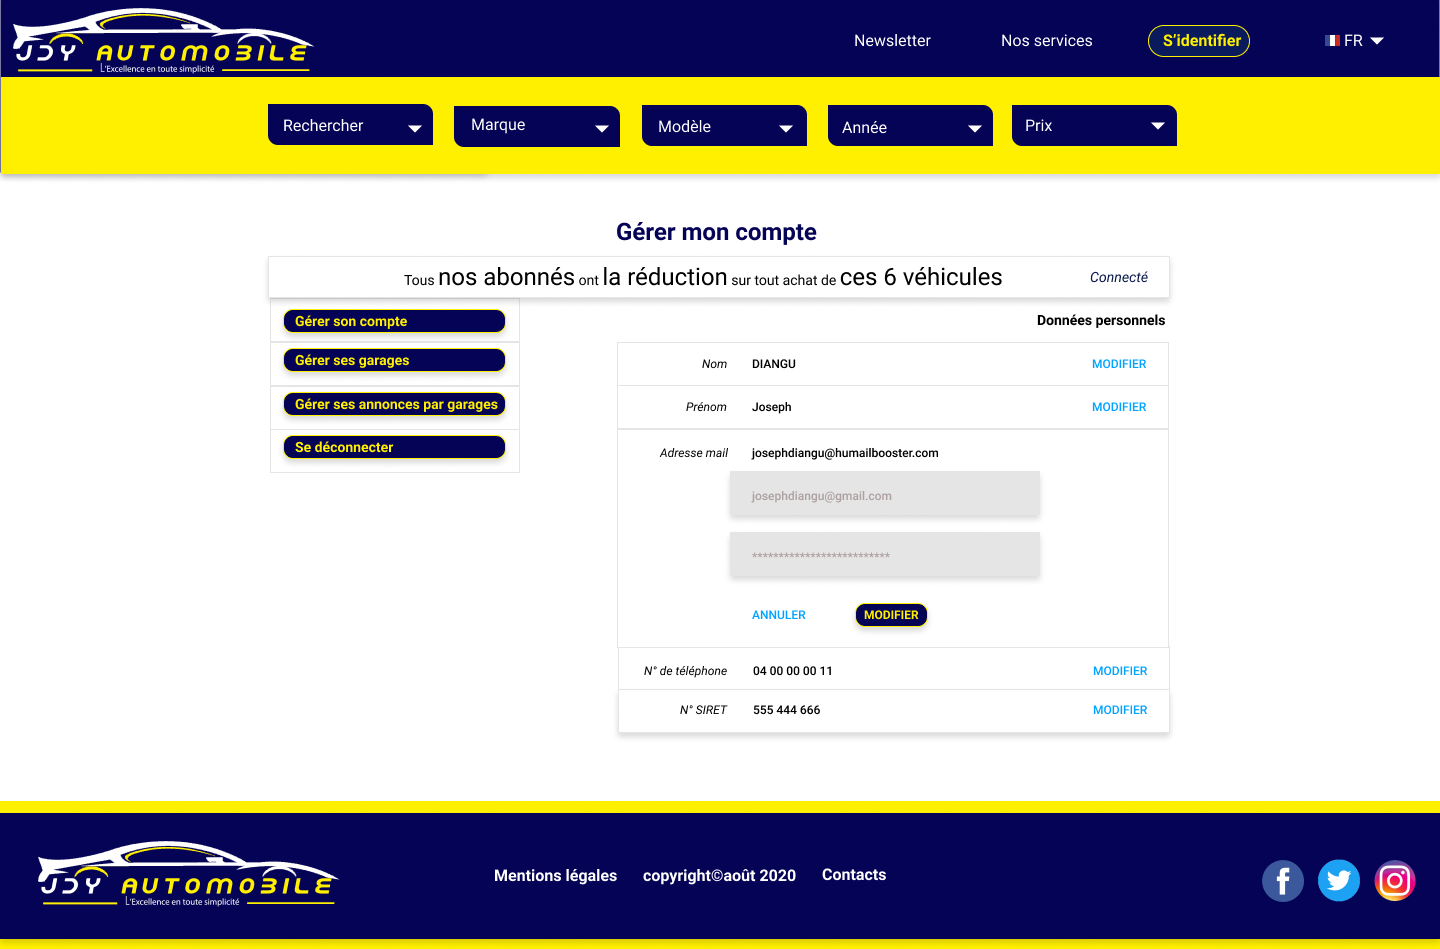 JDY AUTOMOBILE
L'Excellence en toute simplicité
Newsletter
Nos services
S'identifier
FR
Rechercher
Marque
Modèle
Année
Prix
Gérer mon compte
Tous nos abonnés ont la réduction sur tout achat de ces 6 véhicules
Connecté
Gérer son compte
Gérer ses garages
Gérer ses annonces par garages
Se déconnecter
Données personnels
Nom DIANGU MODIFIER
Prénom Joseph MODIFIER
Adresse mail josephdiangu@humailbooster.com
josephdiangu@gmail.com
**************************
ANNULER MODIFIER
N° de téléphone 04 00 00 00 11 MODIFIER
N° SIRET 555 444 666 MODIFIER
JDY AUTOMOBILE
L'Excellence en toute simplicité
Mentions légales
copyright©août 2020
Contacts